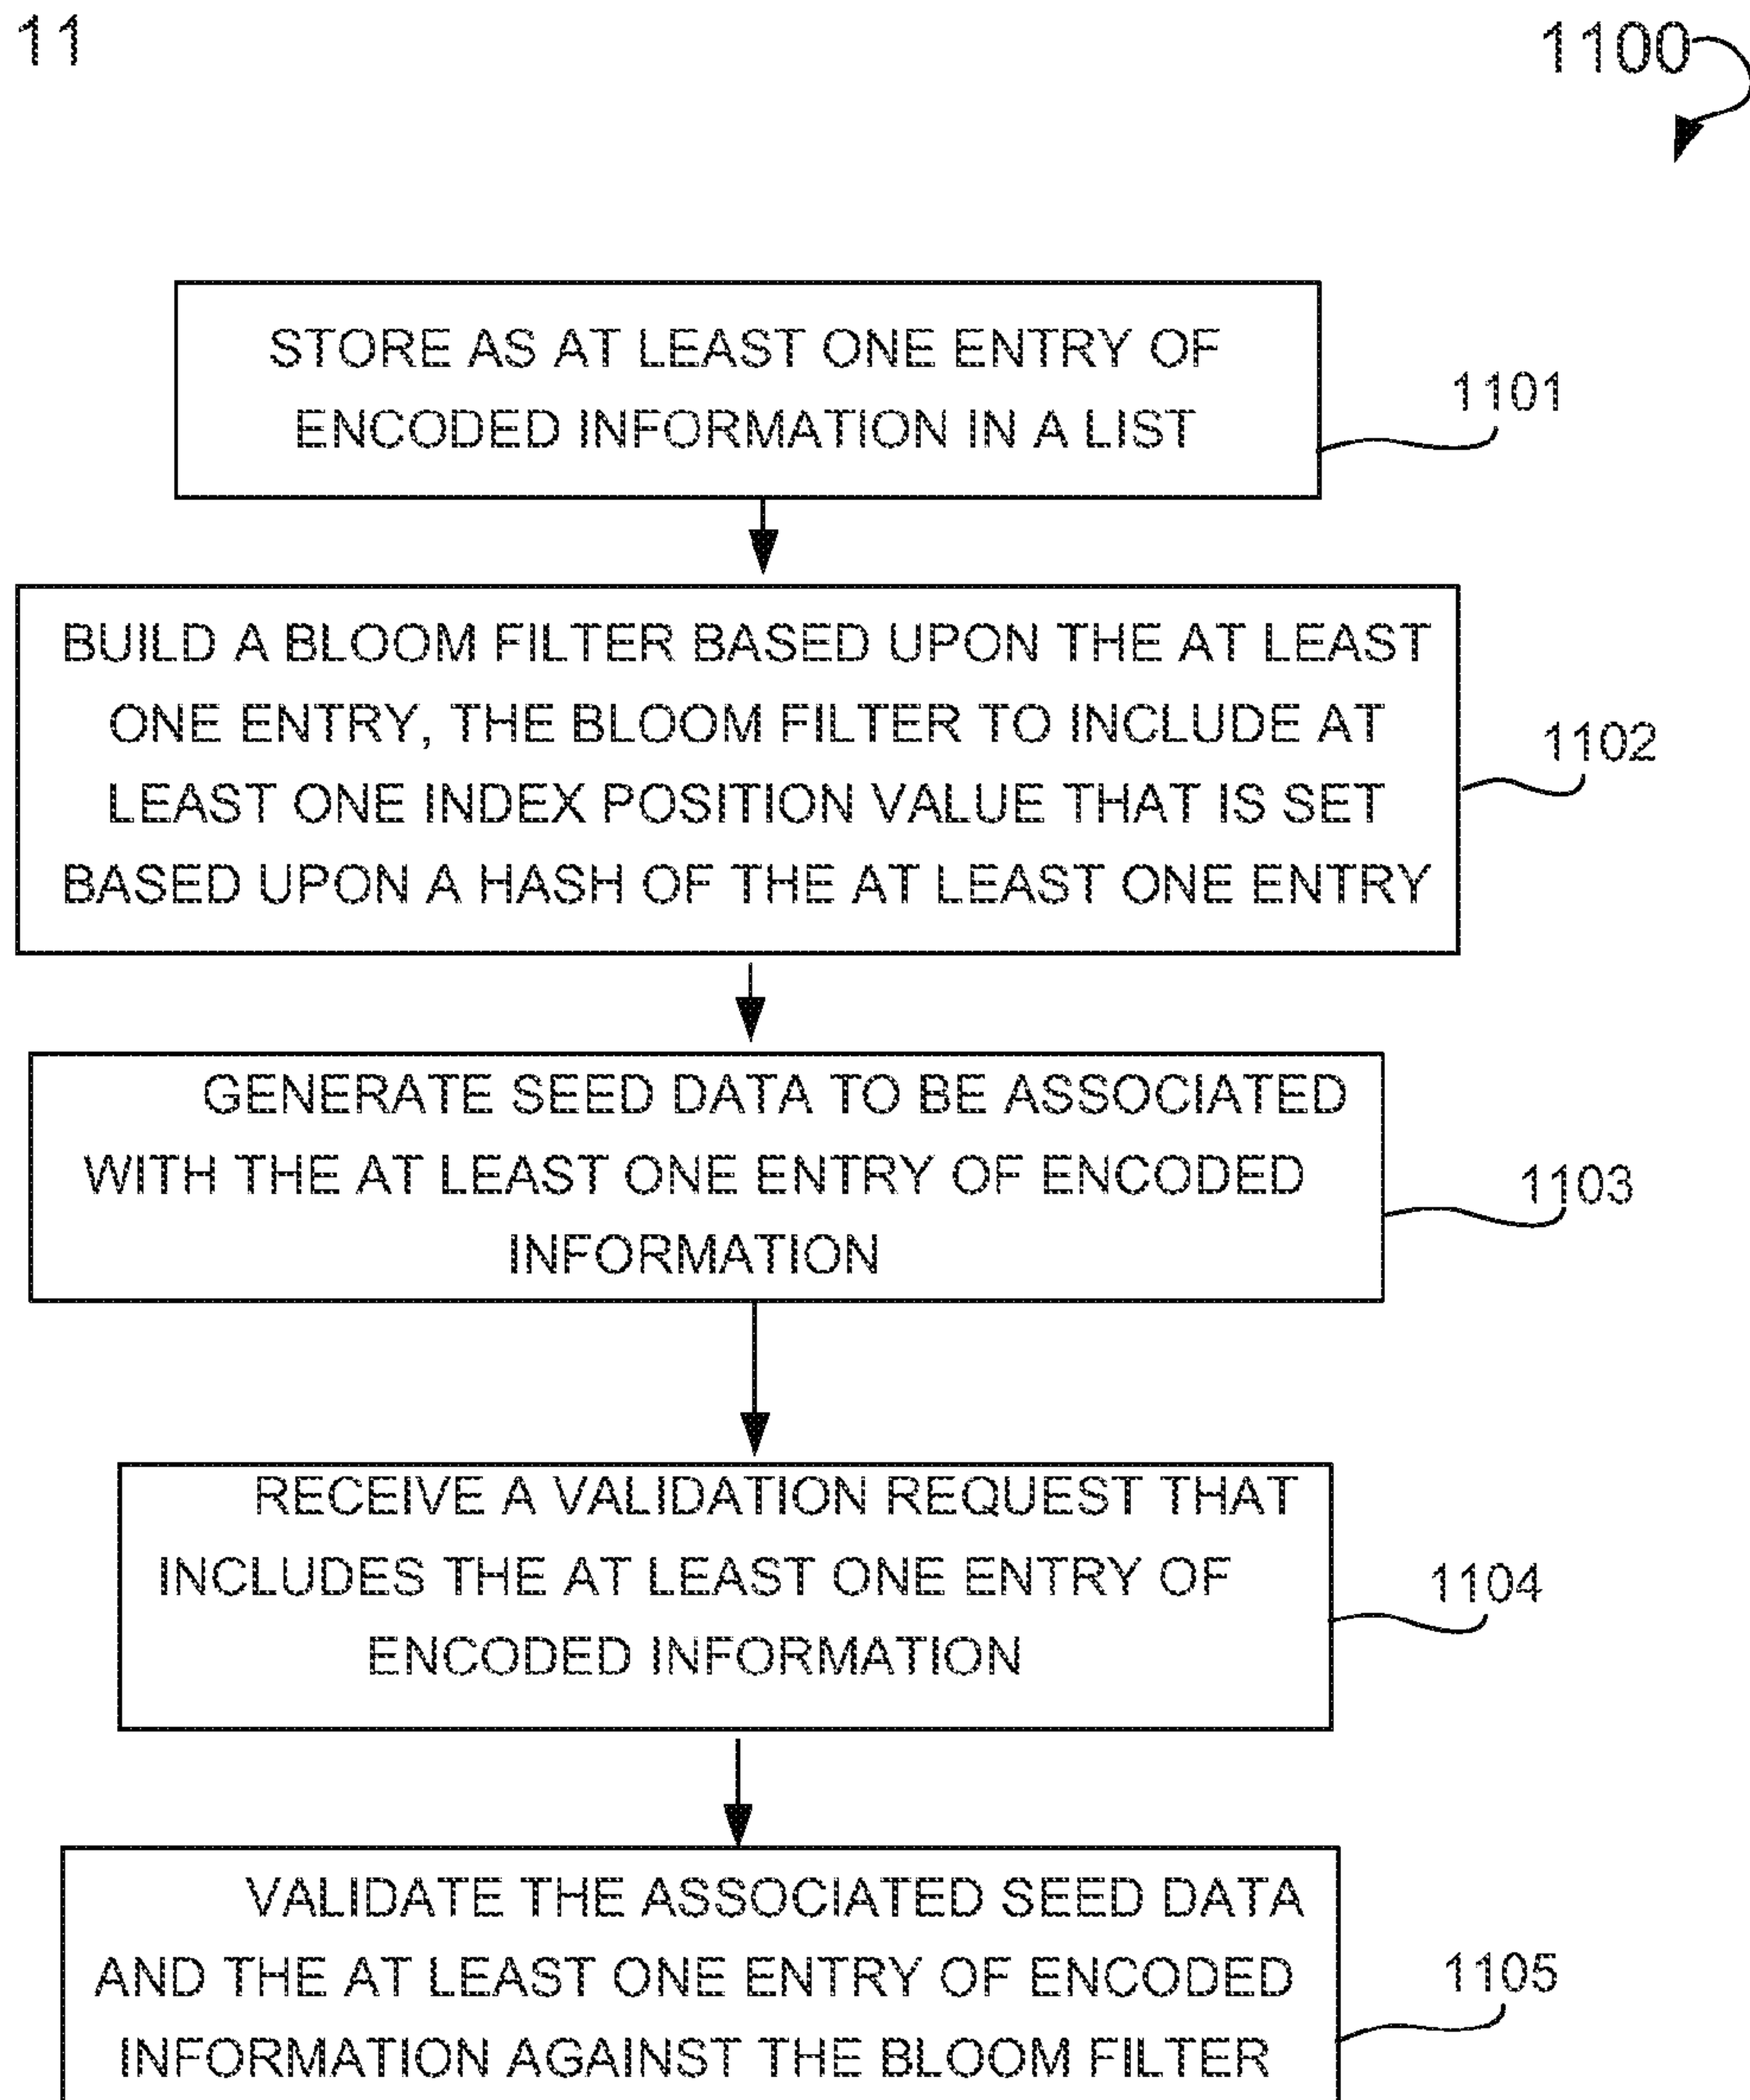 11
1100
STORE AS AT LEAST ONE ENTRY OF
ENCODED INFORMATION IN A LIST
1101
BUILD A BLOOM FILTER BASED UPON THE AT LEAST
ONE ENTRY, THE BLOOM FILTER TO INCLUDE AT
LEAST ONE INDEX POSITION VALUE THAT IS SET
BASED UPON A HASH OF THE AT LEAST ONE ENTRY
1102
GENERATE SEED DATA TO BE ASSOCIATED
WITH THE AT LEAST ONE ENTRY OF ENCODED
INFORMATION
1103
RECEIVE A VALIDATION REQUEST THAT
INCLUDES THE AT LEAST ONE ENTRY OF
ENCODED INFORMATION
1104
VALIDATE THE ASSOCIATED SEED DATA
AND THE AT LEAST ONE ENTRY OF ENCODED
INFORMATION AGAINST THE BLOOM FILTER
1105